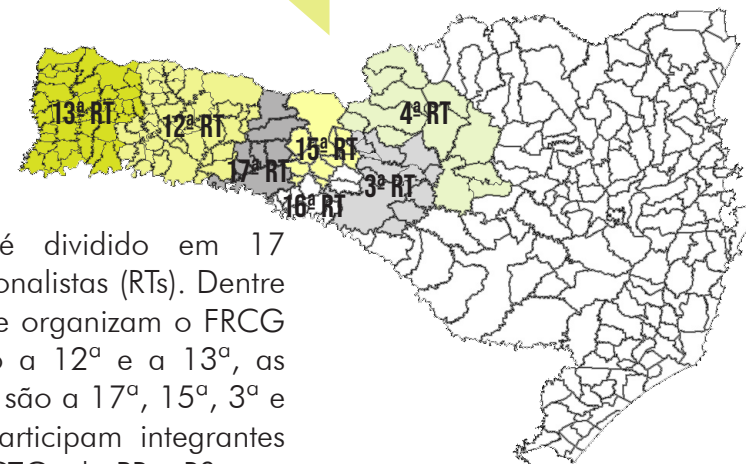 13ª RT
12ª RT
17ª RT
15ª RT
16ª RT
3ª RT
4ª RT
é dividido em 17
onalistas (RTs). Dentre
e organizam o FRCG
o a 12ª e a 13ª, as
são a 17ª, 15ª, 3ª e
articipam integrantes